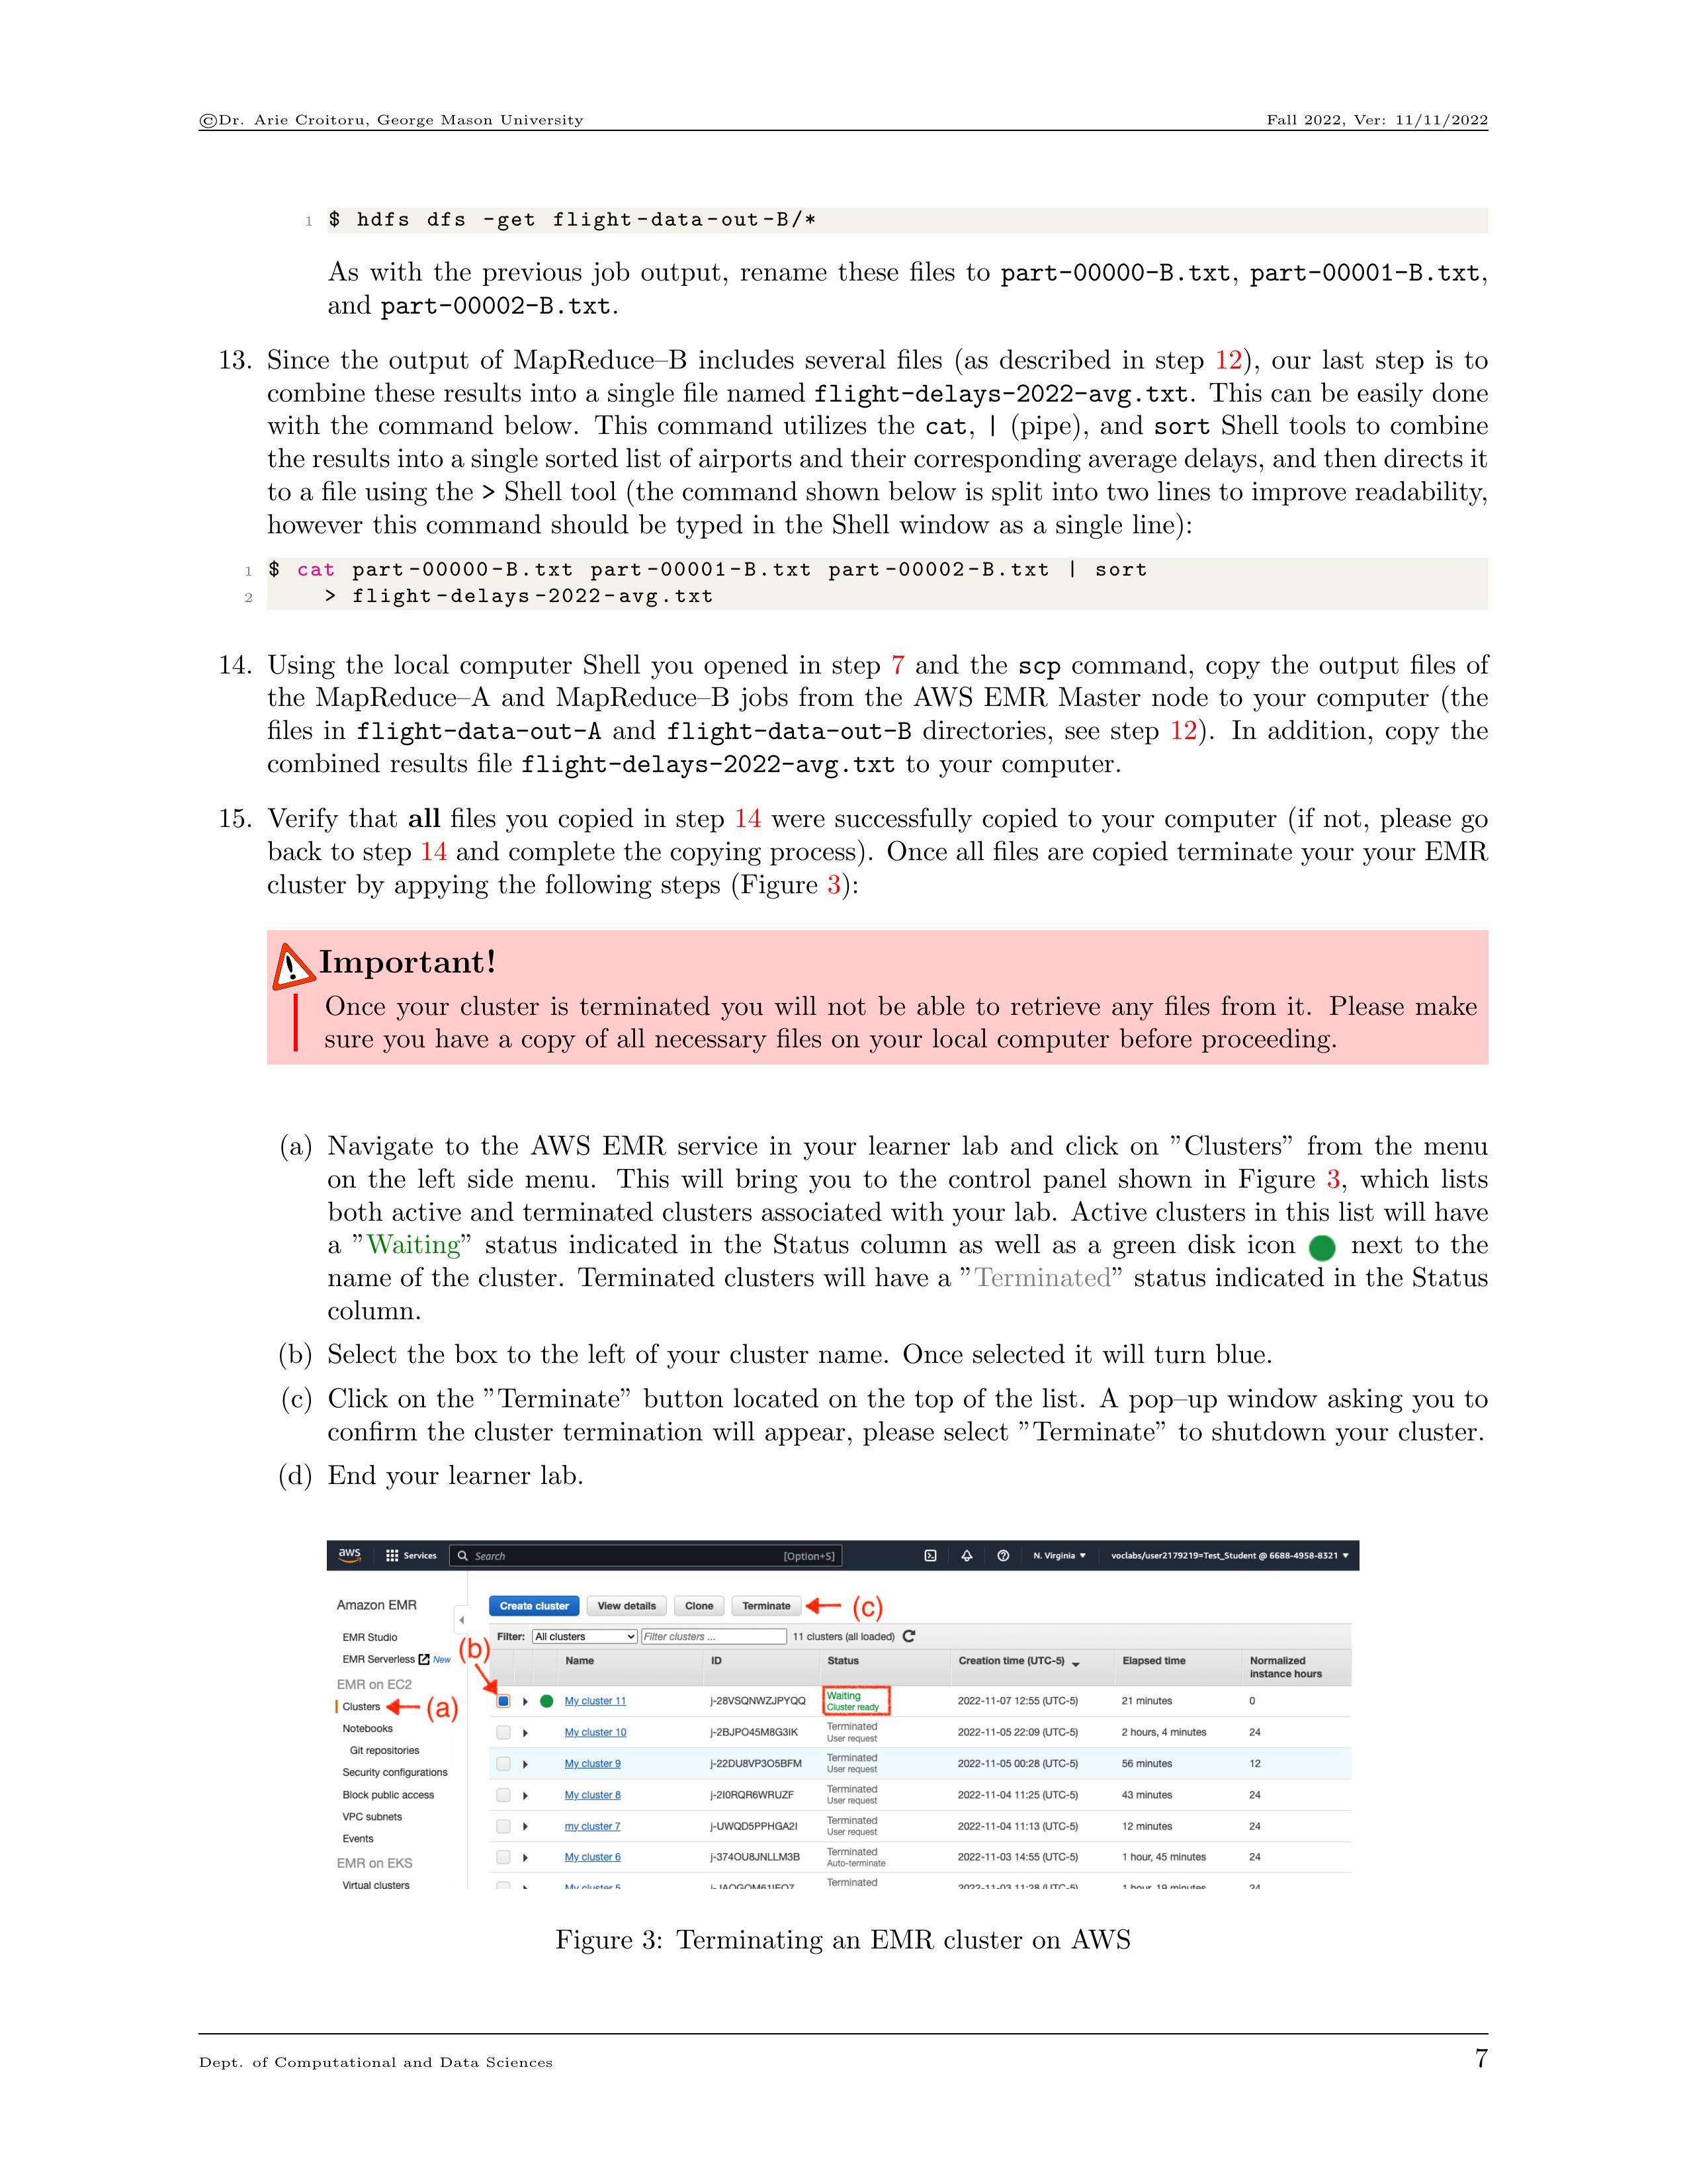 ©Dr. Arie Croitoru, George Mason University Fall 2022, Ver: 11/11/2022
1 $ hdfs dfs -get flight-data-out-B/*
As with the previous job output, rename these files to part-00000-B.txt, part-00001-B.txt,
and part-00002-B.txt.
13. Since the output of MapReduce–B includes several files (as described in step 12), our last step is to
combine these results into a single file named flight-delays-2022-avg.txt. This can be easily done
with the command below. This command utilizes the cat, | (pipe), and sort Shell tools to combine
the results into a single sorted list of airports and their corresponding average delays, and then directs it
to a file using the > Shell tool (the command shown below is split into two lines to improve readability,
however this command should be typed in the Shell window as a single line):
1 $ cat part-00000-B.txt part-00001-B.txt part-00002-B.txt | sort
2 > flight-delays-2022-avg.txt
14. Using the local computer Shell you opened in step 7 and the scp command, copy the output files of
the MapReduce–A and MapReduce–B jobs from the AWS EMR Master node to your computer (the
files in flight-data-out-A and flight-data-out-B directories, see step 12). In addition, copy the
combined results file flight-delays-2022-avg.txt to your computer.
15. Verify that all files you copied in step 14 were successfully copied to your computer (if not, please go
back to step 14 and complete the copying process). Once all files are copied terminate your your EMR
cluster by appying the following steps (Figure 3):
Important!
Once your cluster is terminated you will not be able to retrieve any files from it. Please make
sure you have a copy of all necessary files on your local computer before proceeding.
(a) Navigate to the AWS EMR service in your learner lab and click on ”Clusters” from the menu
on the left side menu. This will bring you to the control panel shown in Figure 3, which lists
both active and terminated clusters associated with your lab. Active clusters in this list will have
a ”Waiting” status indicated in the Status column as well as a green disk icon next to the
name of the cluster. Terminated clusters will have a ”Terminated” status indicated in the Status
column.
(b) Select the box to the left of your cluster name. Once selected it will turn blue.
(c) Click on the ”Terminate” button located on the top of the list. A pop–up window asking you to
confirm the cluster termination will appear, please select ”Terminate” to shutdown your cluster.
(d) End your learner lab.
aws Services Search [Option+S] N. Virginia voclabs/user2179219=Test_Student @ 6688-4958-8321
Amazon EMR
EMR Studio
EMR Serverless New
EMR on EC2
Clusters (a)
Notebooks
Git repositories
Security configurations
Block public access
VPC subnets
Events
EMR on EKS
Virtual clusters
Create cluster View details Clone Terminate (c)
(b) Filter: All clusters Filter clusters ... 11 clusters (all loaded)
Name ID Status Creation time (UTC-5) Elapsed time Normalized
instance hours
My cluster 11 j-28VSQNWZJPYQQ Waiting 2022-11-07 12:55 (UTC-5) 21 minutes 0
Cluster ready
My cluster 10 j-2BJPO45M8G3IK Terminated 2022-11-05 22:09 (UTC-5) 2 hours, 4 minutes 24
User request
My cluster 9 j-22DU8VP3O5BFM Terminated 2022-11-05 00:28 (UTC-5) 56 minutes 12
User request
My cluster 8 j-2I0RQR6WRUZF Terminated 2022-11-04 11:25 (UTC-5) 43 minutes 24
User request
my cluster 7 j-UWQD5PPHGA2I Terminated 2022-11-04 11:13 (UTC-5) 12 minutes 24
User request
My cluster 6 j-374OU8JNLLM3B Terminated 2022-11-03 14:55 (UTC-5) 1 hour, 45 minutes 24
Auto-terminate
My cluster 5 Terminated 2022-11-03 11:28 (UTC-5) 1 hour, 19 minutes 24
Figure 3: Terminating an EMR cluster on AWS
Dept. of Computational and Data Sciences 7